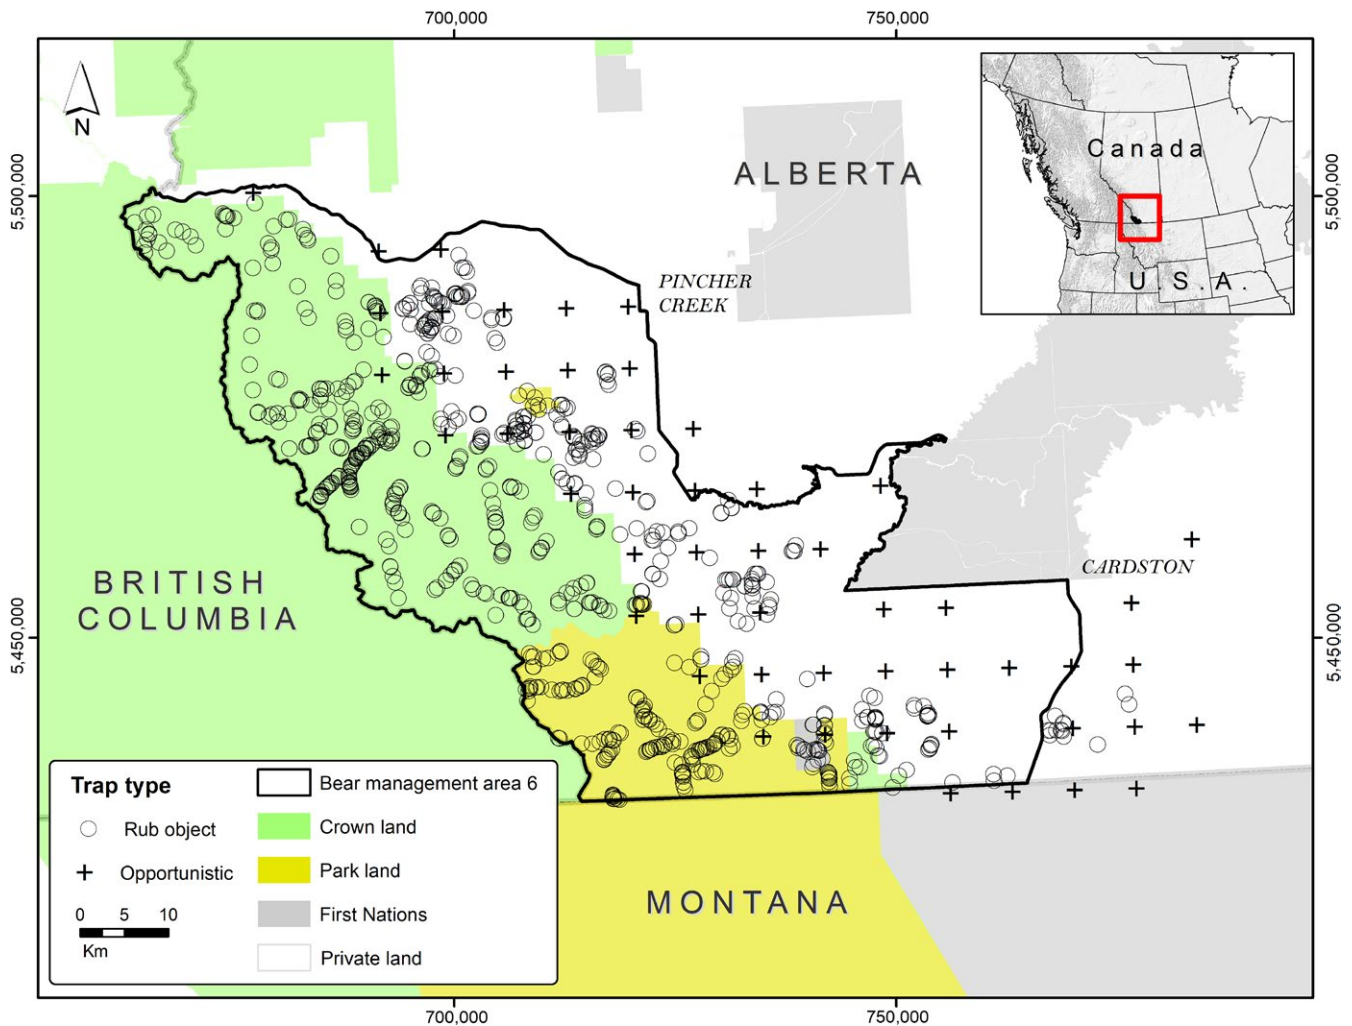 700,000
750,000
N
5,500,000
5,500,000
ALBERTA
Canada
U.S.A.
PINCHER
CREEK
CARDSTON
BRITISH
COLUMBIA
5,450,000
5,450,000
MONTANA
Trap type
Rub object
Opportunistic
0 5 10
Km
Bear management area 6
Crown land
Park land
First Nations
Private land
700,000
750,000